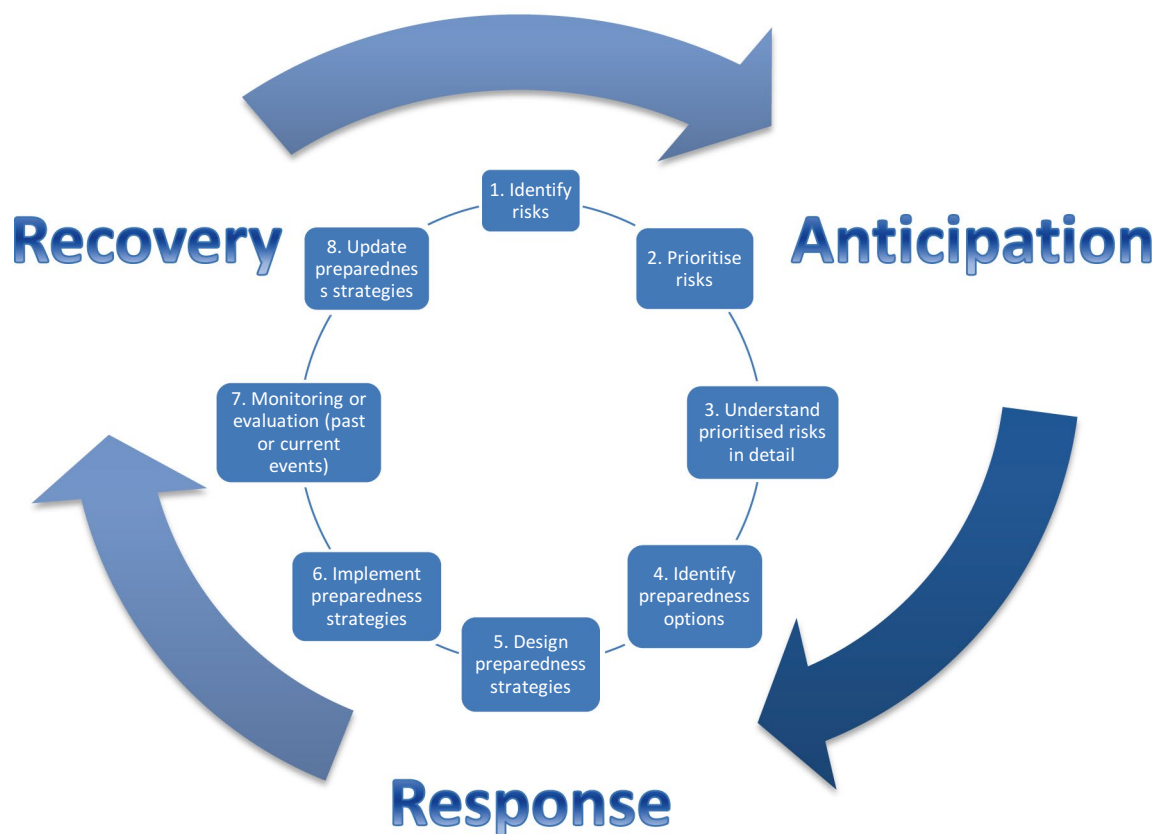 1. Identify
risks
Recovery
Anticipation
8. Update
preparednes
s strategies
2. Prioritise
risks
7. Monitoring or
evaluation (past
or current
events)
3. Understand
prioritised risks
in detail
6. Implement
preparedness
strategies
4. Identify
preparedness
options
5. Design
preparedness
strategies
Response